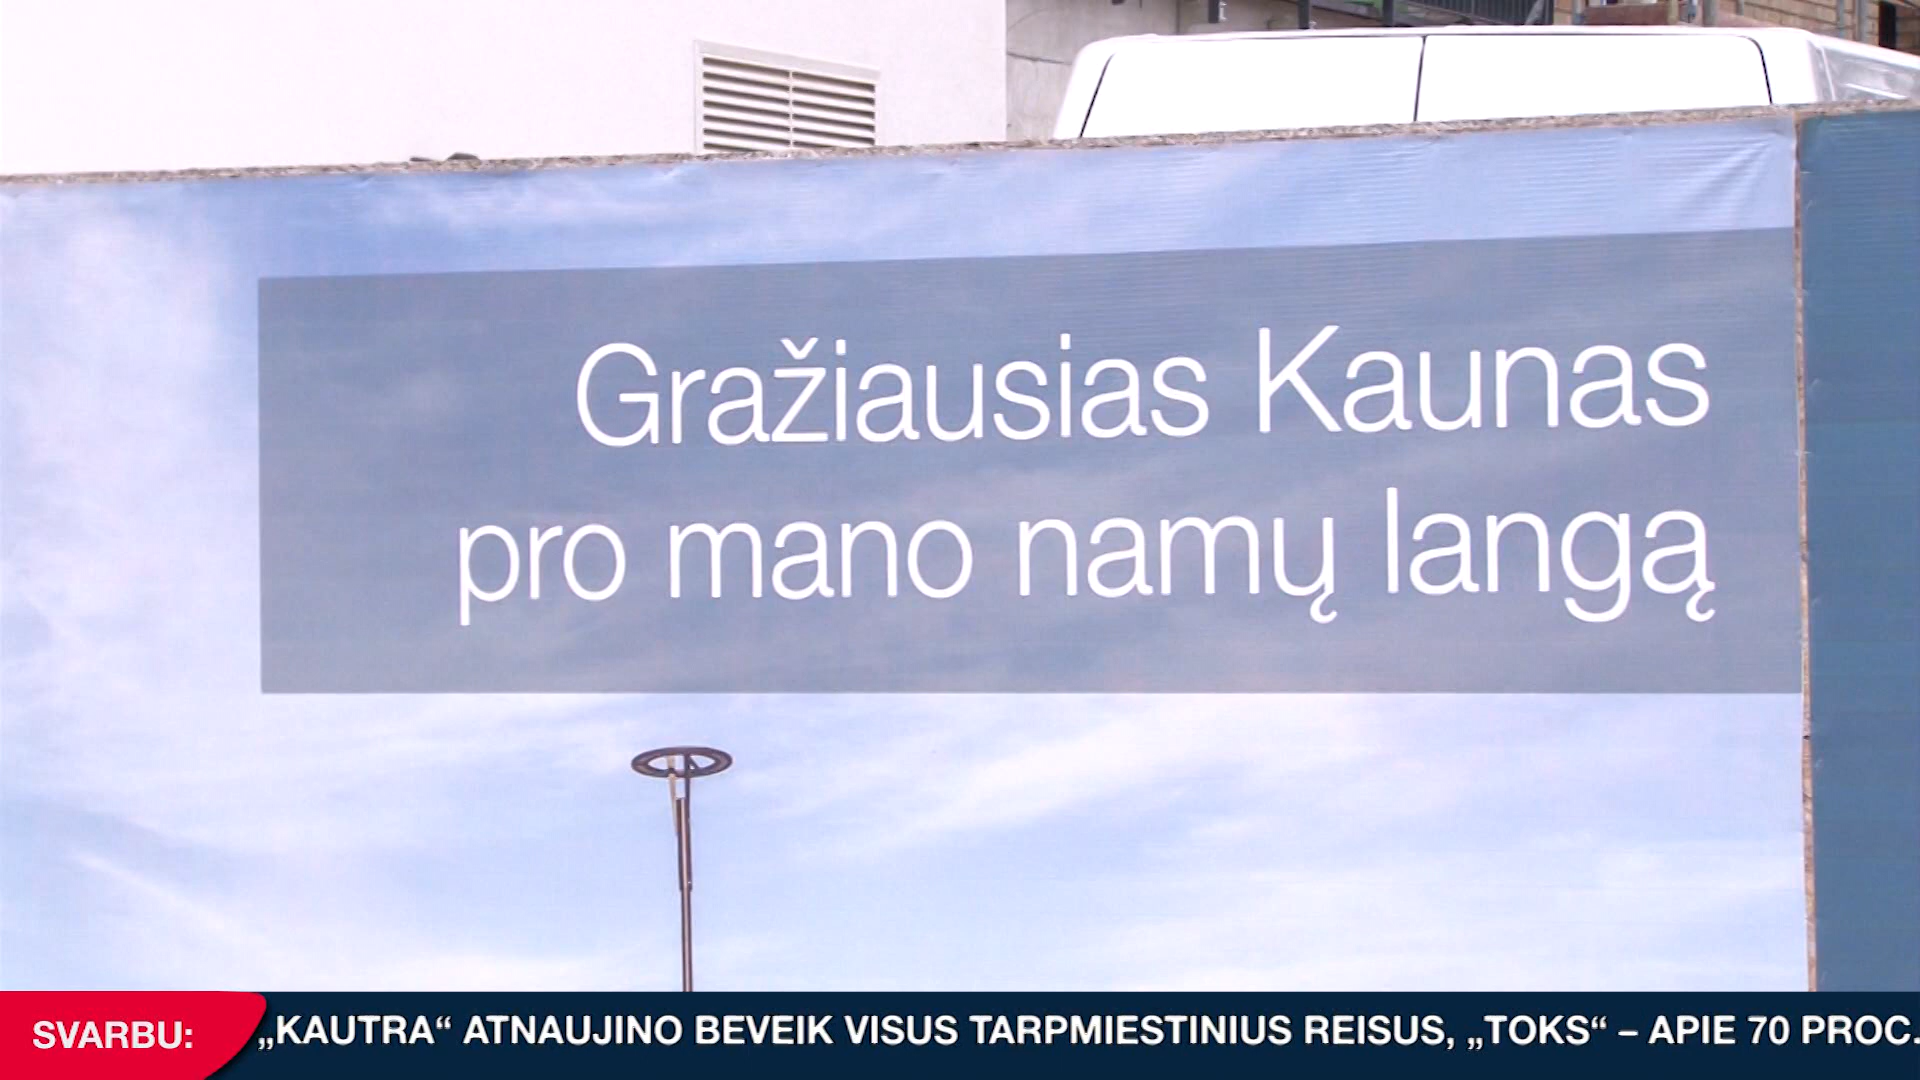 Gražiausias Kaunas
pro mano namų langą
SVARBU: „KAUTRA“ ATNAUJINO BEVEIK VISUS TARPMIESTINIUS REISUS, „TOKS“ – APIE 70 PROC.